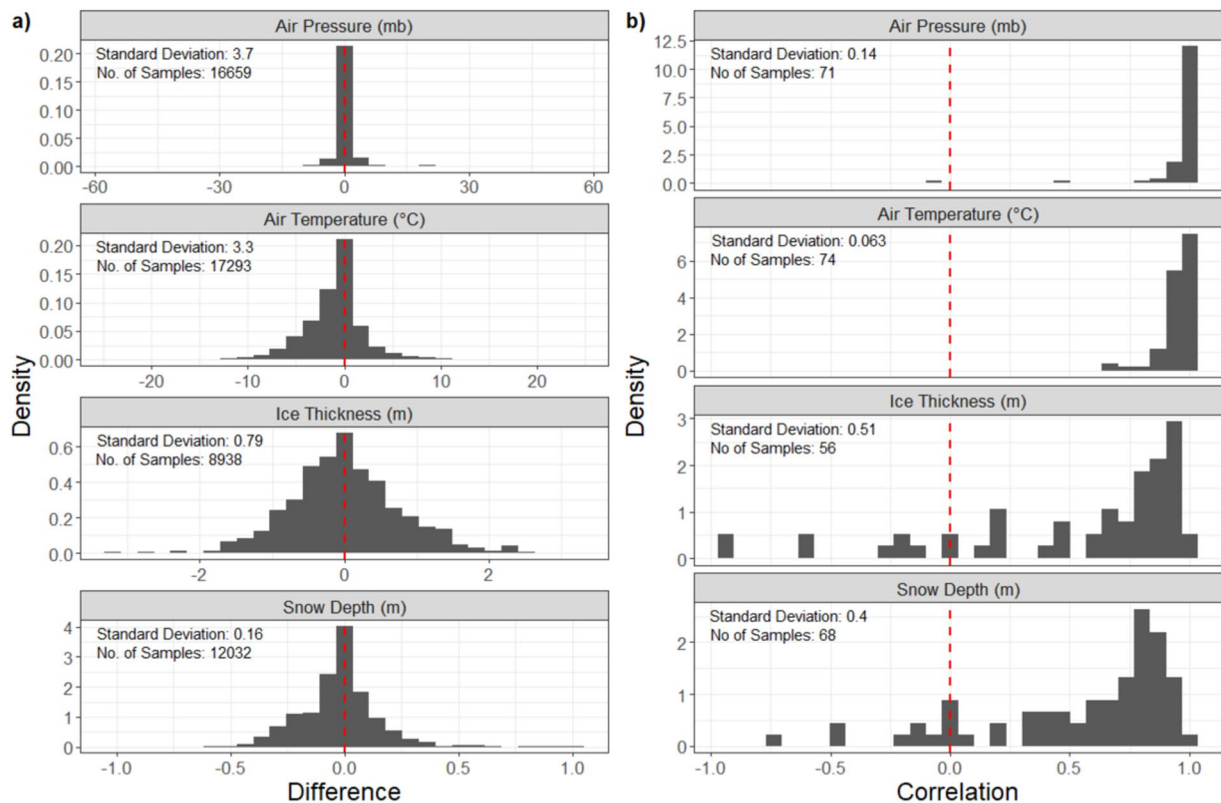 a)
Air Pressure (mb)
Standard Deviation: 3.7
No. of Samples: 16659
0.20
0.15
0.10
0.05
0.00
-60 -30 0 30 60
Air Temperature (°C)
Standard Deviation: 3.3
No. of Samples: 17293
0.20
0.15
0.10
0.05
0.00
-20 -10 0 10 20
Ice Thickness (m)
Standard Deviation: 0.79
No. of Samples: 8938
0.6
0.4
0.2
0.0
-2 0 2
Snow Depth (m)
Standard Deviation: 0.16
No. of Samples: 12032
4
3
2
1
0
-1.0 -0.5 0.0 0.5 1.0
Density
Difference
b)
Air Pressure (mb)
Standard Deviation: 0.14
No of Samples: 71
12.5
10.0
7.5
5.0
2.5
0.0
Air Temperature (°C)
Standard Deviation: 0.063
No of Samples: 74
6
4
2
0
Ice Thickness (m)
Standard Deviation: 0.51
No of Samples: 56
3
2
1
0
Snow Depth (m)
Standard Deviation: 0.4
No of Samples: 68
2
1
0
-1.0 -0.5 0.0 0.5 1.0
Density
Correlation